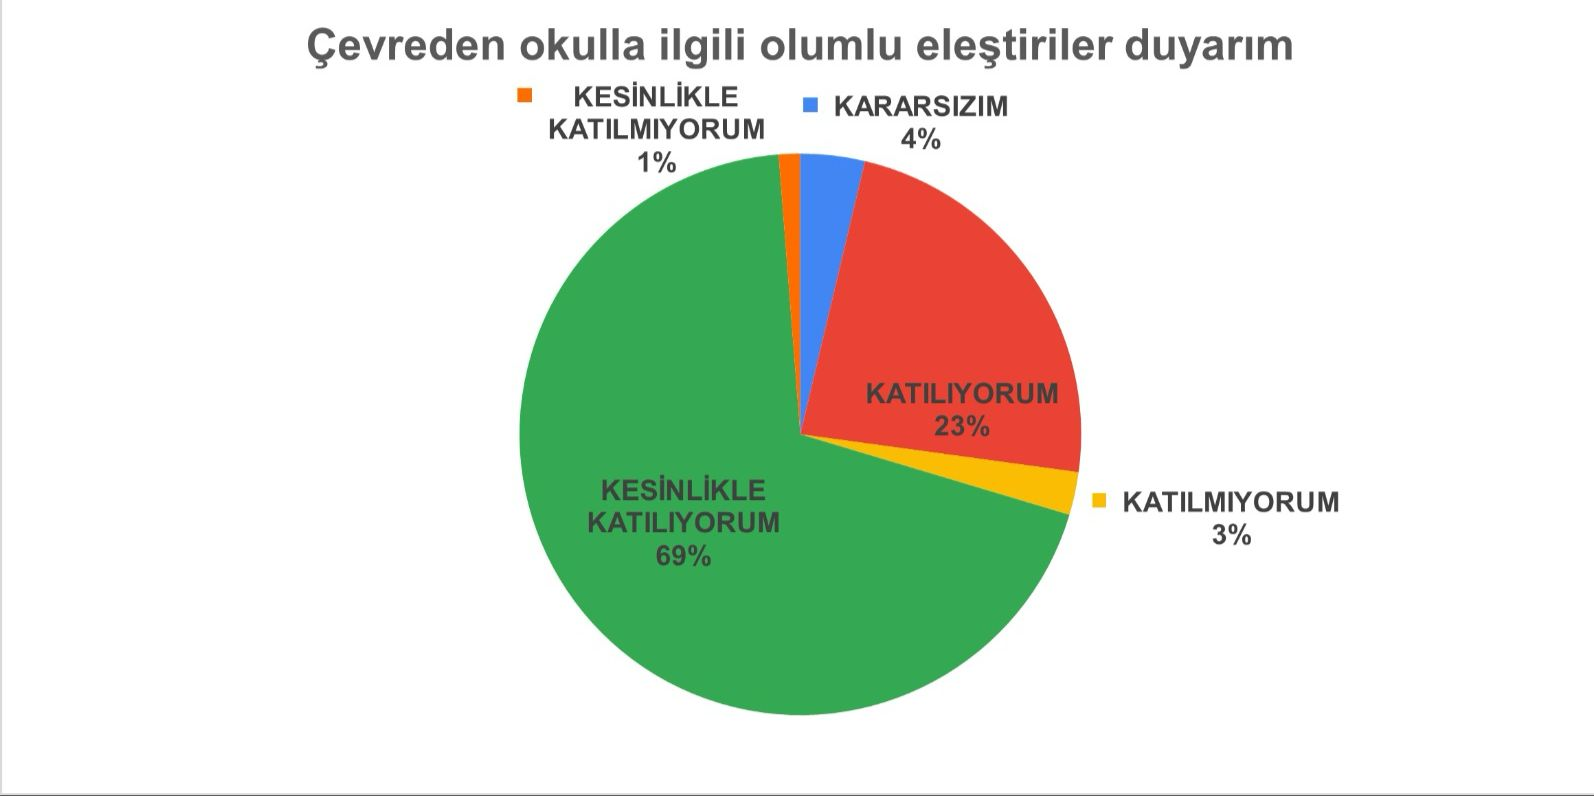 Çevreden okulla ilgili olumlu eleştiriler duyarım
KESİNLİKLE
KATILMIYORUM
1%
KARARSIZIM
4%
KATILIYORUM
23%
KESİNLİKLE
KATILIYORUM
69%
KATILMIYORUM
3%